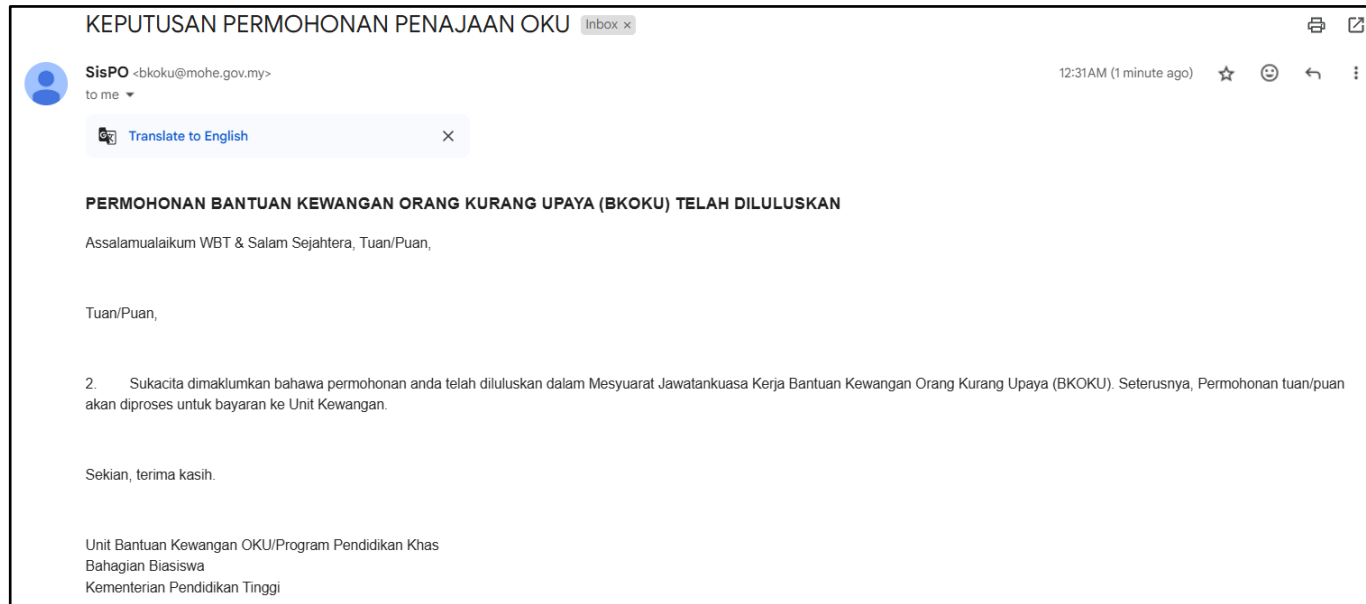 KEPUTUSAN PERMOHONAN PENAJAAN OKU Inbox ×
SisPO <bkoku@mohe.gov.my> 12:31 AM (1 minute ago)
to me
Translate to English
PERMOHONAN BANTUAN KEWANGAN ORANG KURANG UPAYA (BKOKU) TELAH DILULUSKAN
Assalamualaikum WBT & Salam Sejahtera, Tuan/Puan,
Tuan/Puan,
2. Sukacita dimaklumkan bahawa permohonan anda telah diluluskan dalam Mesyuarat Jawatankuasa Kerja Bantuan Kewangan Orang Kurang Upaya (BKOKU). Seterusnya, Permohonan tuan/puan
akan diproses untuk bayaran ke Unit Kewangan.
Sekian, terima kasih.
Unit Bantuan Kewangan OKU/Program Pendidikan Khas
Bahagian Biasiswa
Kementerian Pendidikan Tinggi